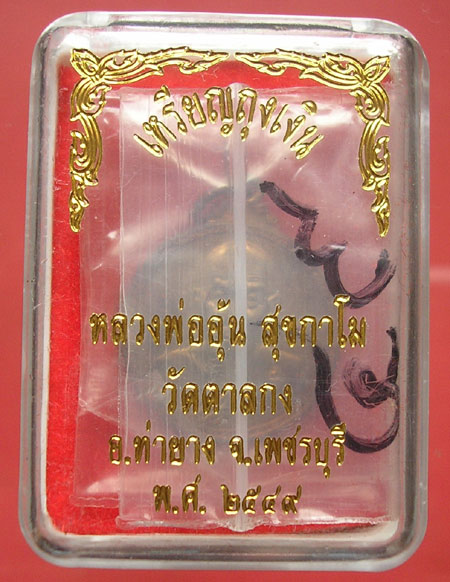 เหรียญถุงเงิน
หลวงพ่ออุ้น สุขกาโม
วัดตาลกง
อ.ท่ายาง จ.เพชรบุรี
พ.ศ. ๒๕๔๙